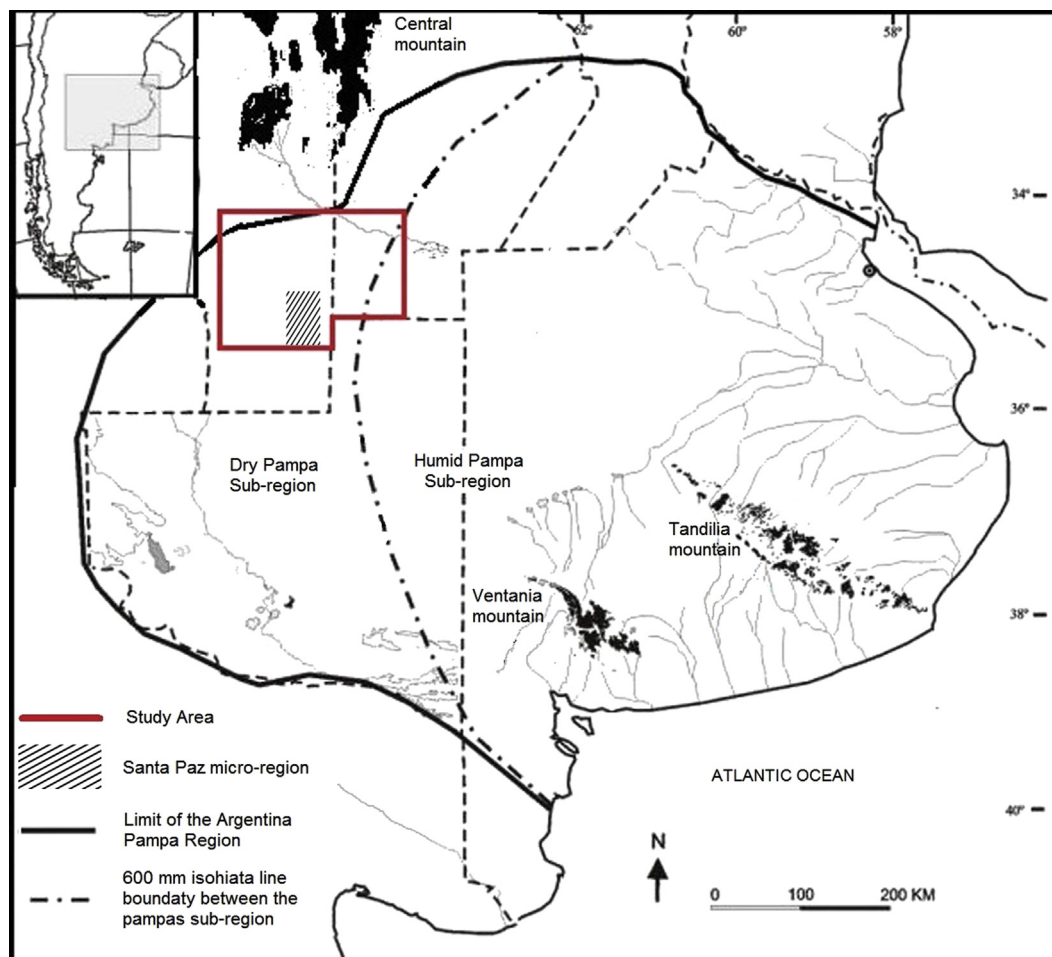 Central
mountain
62°
60°
58°
34°
36°
Dry Pampa
Sub-region
Humid Pampa
Sub-region
Tandilia
mountain
Ventania
mountain
38°
Study Area
Santa Paz micro-region
Limit of the Argentina
Pampa Region
600 mm isohiata line
boundaty between the
pampas sub-region
ATLANTIC OCEAN
40°
N
0 100 200 KM